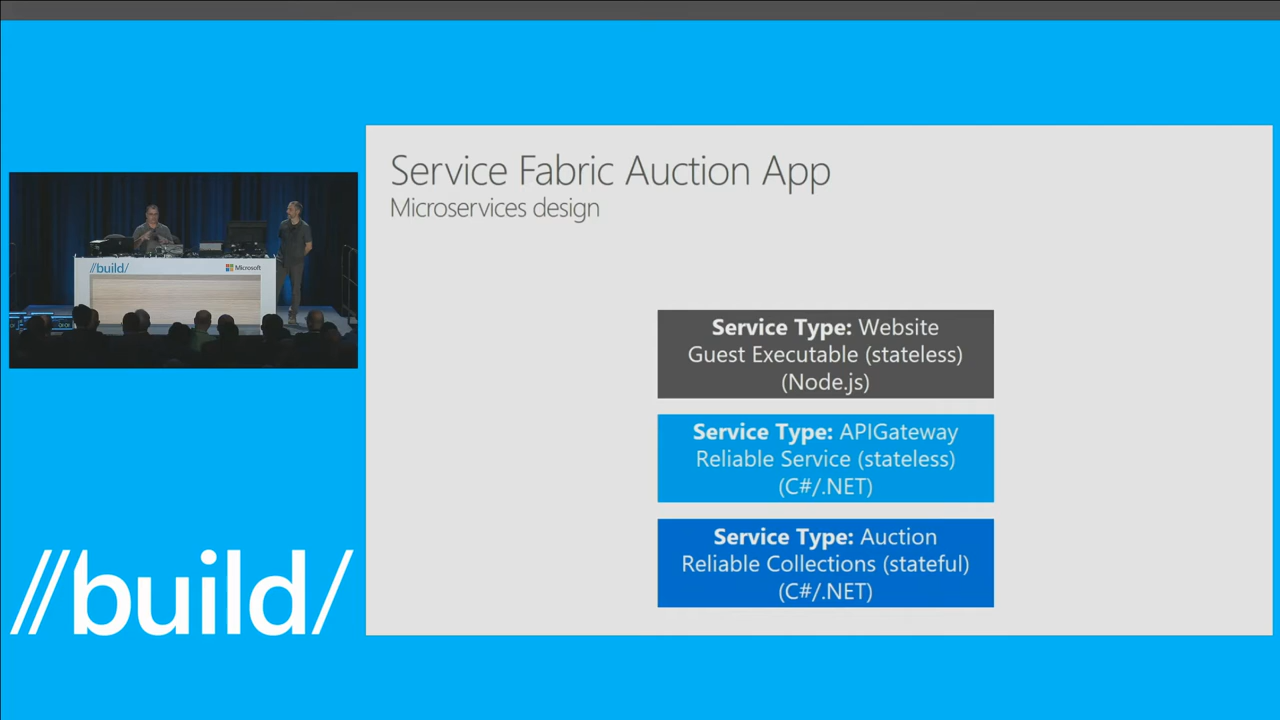 Service Fabric Auction App
Microservices design
//build/
Microsoft
Service Type: Website
Guest Executable (stateless)
(Node.js)
Service Type: APIGateway
Reliable Service (stateless)
(C#/.NET)
Service Type: Auction
Reliable Collections (stateful)
(C#/.NET)
//build/